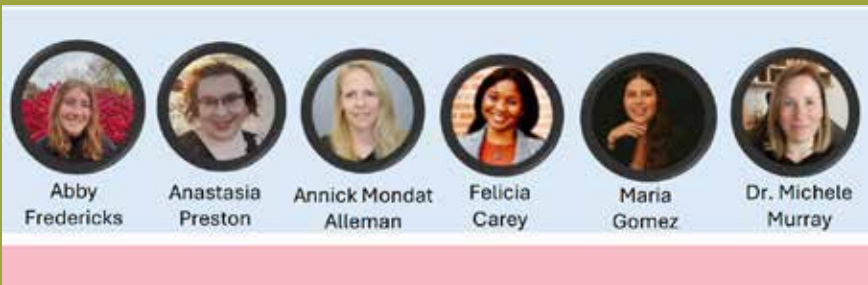 Abby
Fredericks
Anastasia
Preston
Annick Mondat
Alleman
Felicia
Carey
Maria
Gomez
Dr. Michele
Murray